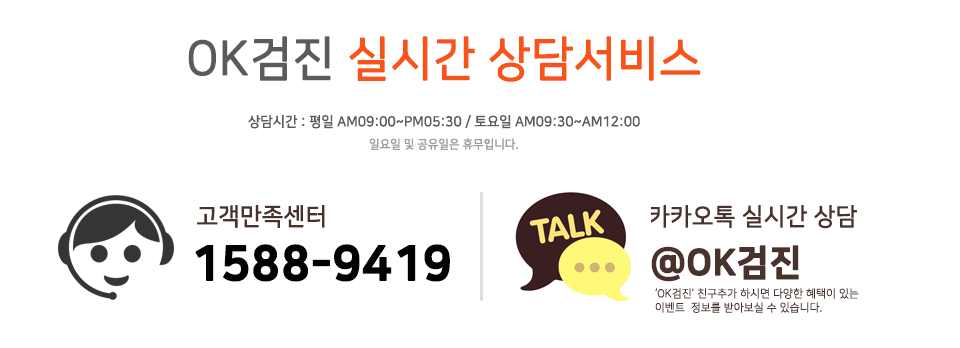 OK검진 실시간 상담서비스
상담시간 : 평일 AM09:00~PM05:30 / 토요일 AM09:30~AM12:00
일요일 및 공유일은 휴무입니다.
고객만족센터
1588-9419
TALK
카카오톡 실시간 상담
@OK검진
'OK검진' 친구추가 하시면 다양한 혜택이 있는
이벤트 정보를 받아보실 수 있습니다.